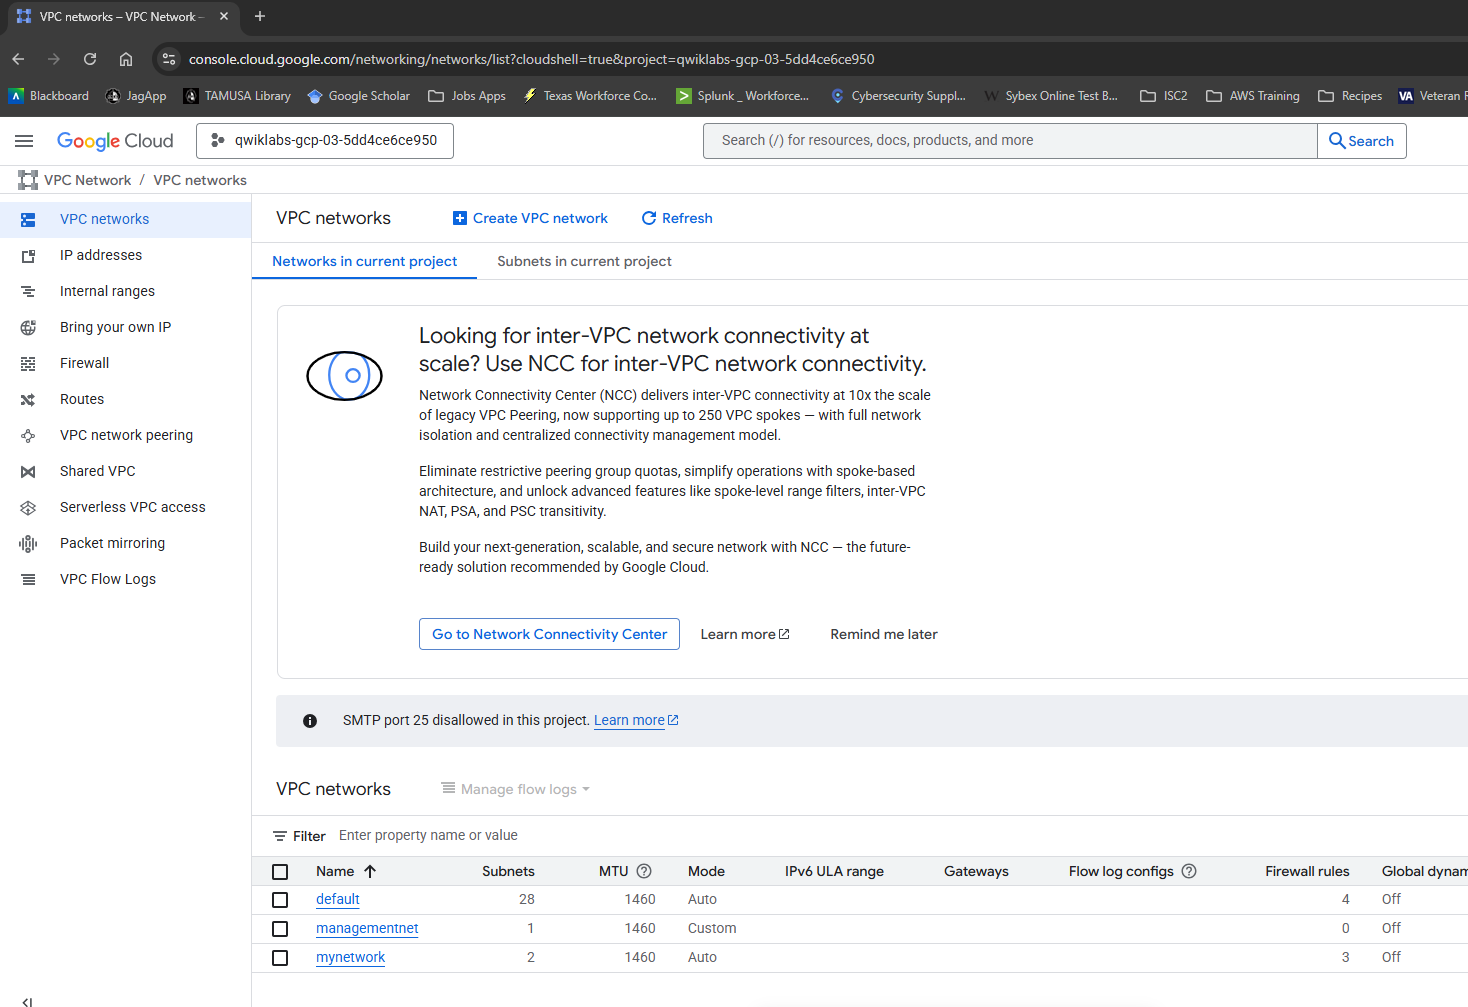 VPC networks – VPC Network –
console.cloud.google.com/networking/networks/list?cloudshell=true&project=qwiklabs-gcp-03-5dd4ce6ce950
Blackboard JagApp TAMUSA Library Google Scholar Jobs Apps Texas Workforce Co... Splunk _ Workforce... Cybersecurity Suppl... Sybex Online Test B... ISC2 AWS Training Recipes VA Veteran
Google Cloud qwiklabs-gcp-03-5dd4ce6ce950 Search (/) for resources, docs, products, and more Search
VPC Network / VPC networks
VPC networks
IP addresses
Internal ranges
Bring your own IP
Firewall
Routes
VPC network peering
Shared VPC
Serverless VPC access
Packet mirroring
VPC Flow Logs
VPC networks Create VPC network Refresh
Networks in current project Subnets in current project
Looking for inter-VPC network connectivity at
scale? Use NCC for inter-VPC network connectivity.
Network Connectivity Center (NCC) delivers inter-VPC connectivity at 10x the scale
of legacy VPC Peering, now supporting up to 250 VPC spokes — with full network
isolation and centralized connectivity management model.
Eliminate restrictive peering group quotas, simplify operations with spoke-based
architecture, and unlock advanced features like spoke-level range filters, inter-VPC
NAT, PSA, and PSC transitivity.
Build your next-generation, scalable, and secure network with NCC — the future-
ready solution recommended by Google Cloud.
Go to Network Connectivity Center Learn more Remind me later
SMTP port 25 disallowed in this project. Learn more
VPC networks Manage flow logs
Filter Enter property name or value
Name Subnets MTU Mode IPv6 ULA range Gateways Flow log configs Firewall rules Global dynam
default 28 1460 Auto 4 Off
managementnet 1 1460 Custom 0 Off
mynetwork 2 1460 Auto 3 Off